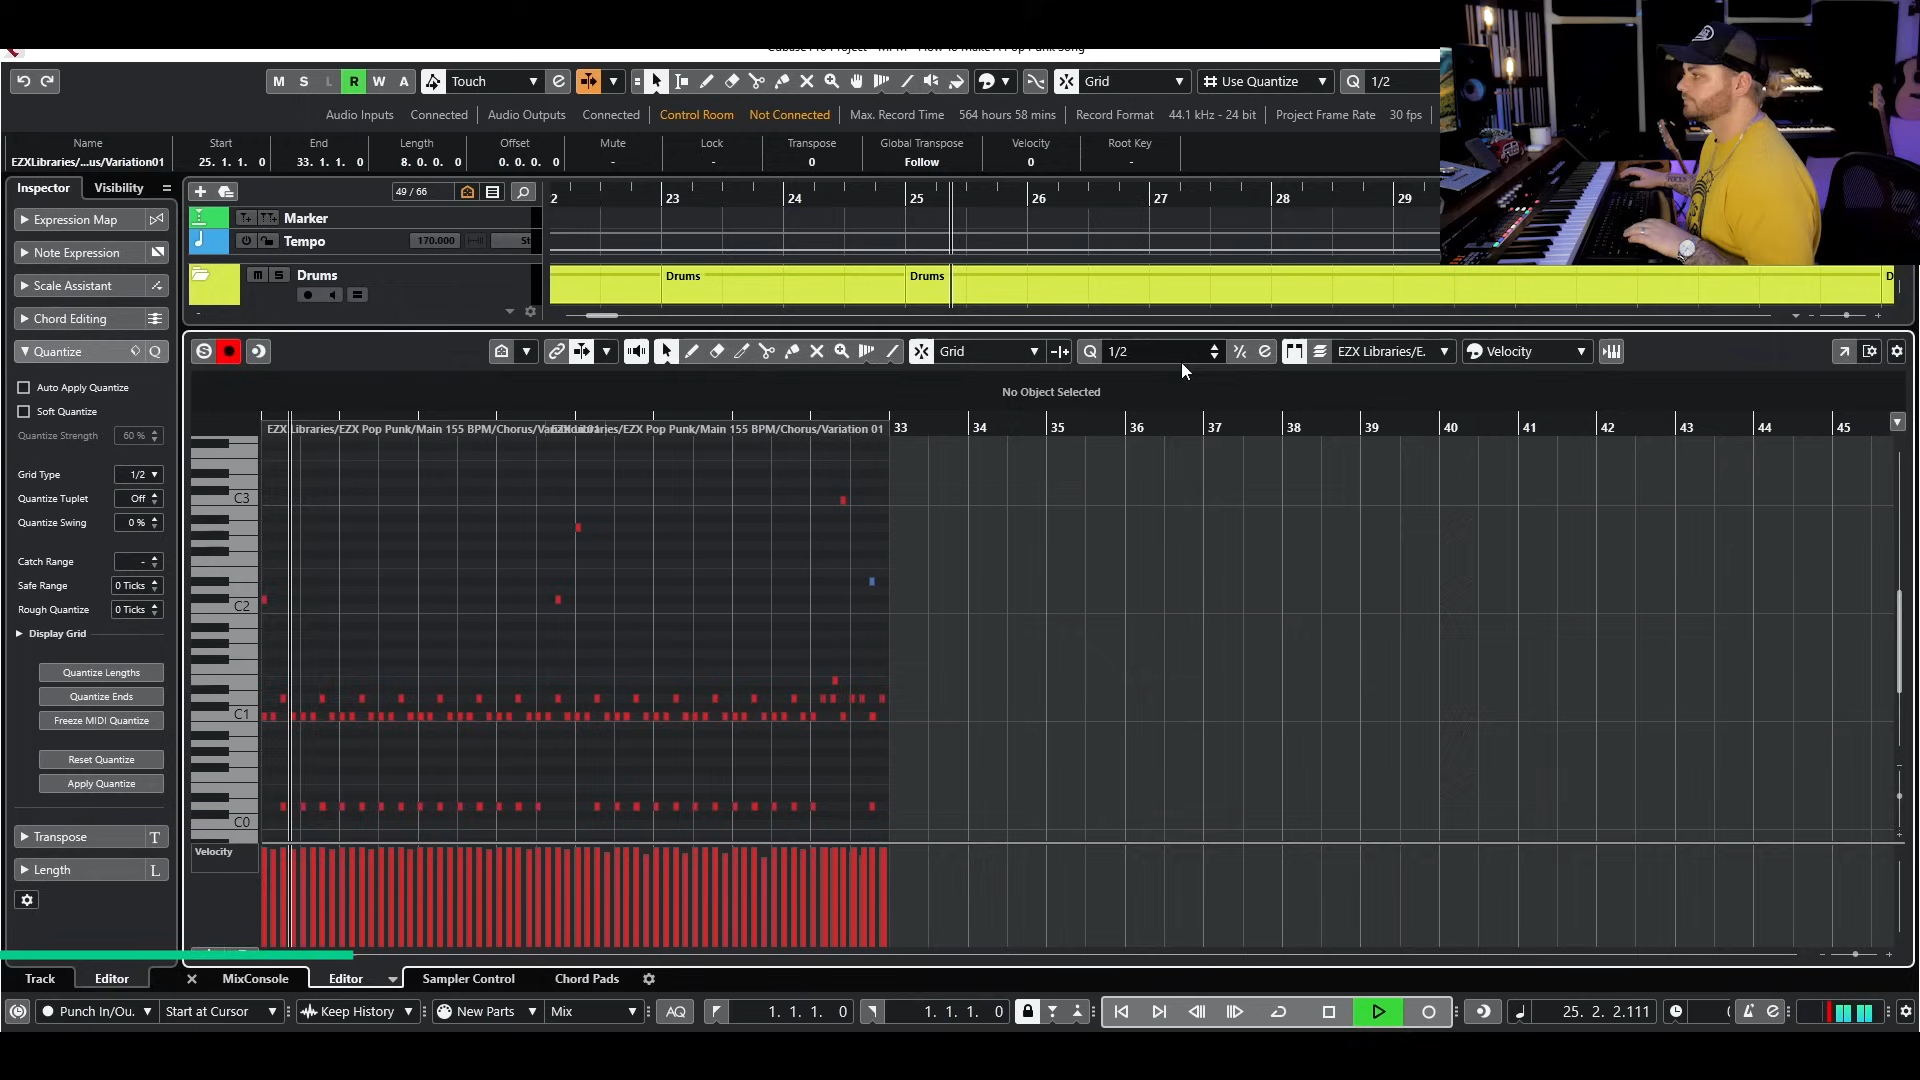 M S L R W A Touch Grid Use Quantize 1/2
Audio Inputs Connected Audio Outputs Connected Control Room Not Connected Max. Record Time 564 hours 58 mins Record Format 44.1 kHz - 24 bit Project Frame Rate 30 fps
Name Start End Length Offset Mute Lock Transpose Global Transpose Velocity Root Key
EZXLibraries/...us/Variation01 25. 1. 1. 0 33. 1. 1. 0 8. 0. 0. 0 0. 0. 0. 0 - - 0 Follow 0 -
Inspector Visibility
49 / 66
2 23 24 25 26 27 28 29
Expression Map
Marker
Note Expression
Tempo 170.000 St
Scale Assistant
m S Drums
Drums Drums D
Chord Editing
Quantize Q
S Grid Q 1/2 EZX Libraries/E. Velocity
Auto Apply Quantize
No Object Selected
Soft Quantize
Quantize Strength 60 %
33 34 35 36 37 38 39 40 41 42 43 44 45
EZX Libraries/EZX Pop Punk/Main 155 BPM/Chorus/
Libraries/EZX Pop Punk/Main 155 BPM/Chorus/Variation 01
Grid Type 1/2
Quantize Tuplet Off
Quantize Swing 0 %
Catch Range -
Safe Range 0 Ticks
Rough Quantize 0 Ticks
Display Grid
Quantize Lengths
Quantize Ends
Freeze MIDI Quantize
Reset Quantize
Apply Quantize
Transpose T
Length L
C3
C2
C1
C0
Velocity
Track Editor MixConsole Editor Sampler Control Chord Pads
Punch In/Ou. Start at Cursor Keep History New Parts Mix AQ 1. 1. 1. 0 1. 1. 1. 0 25. 2. 2.111